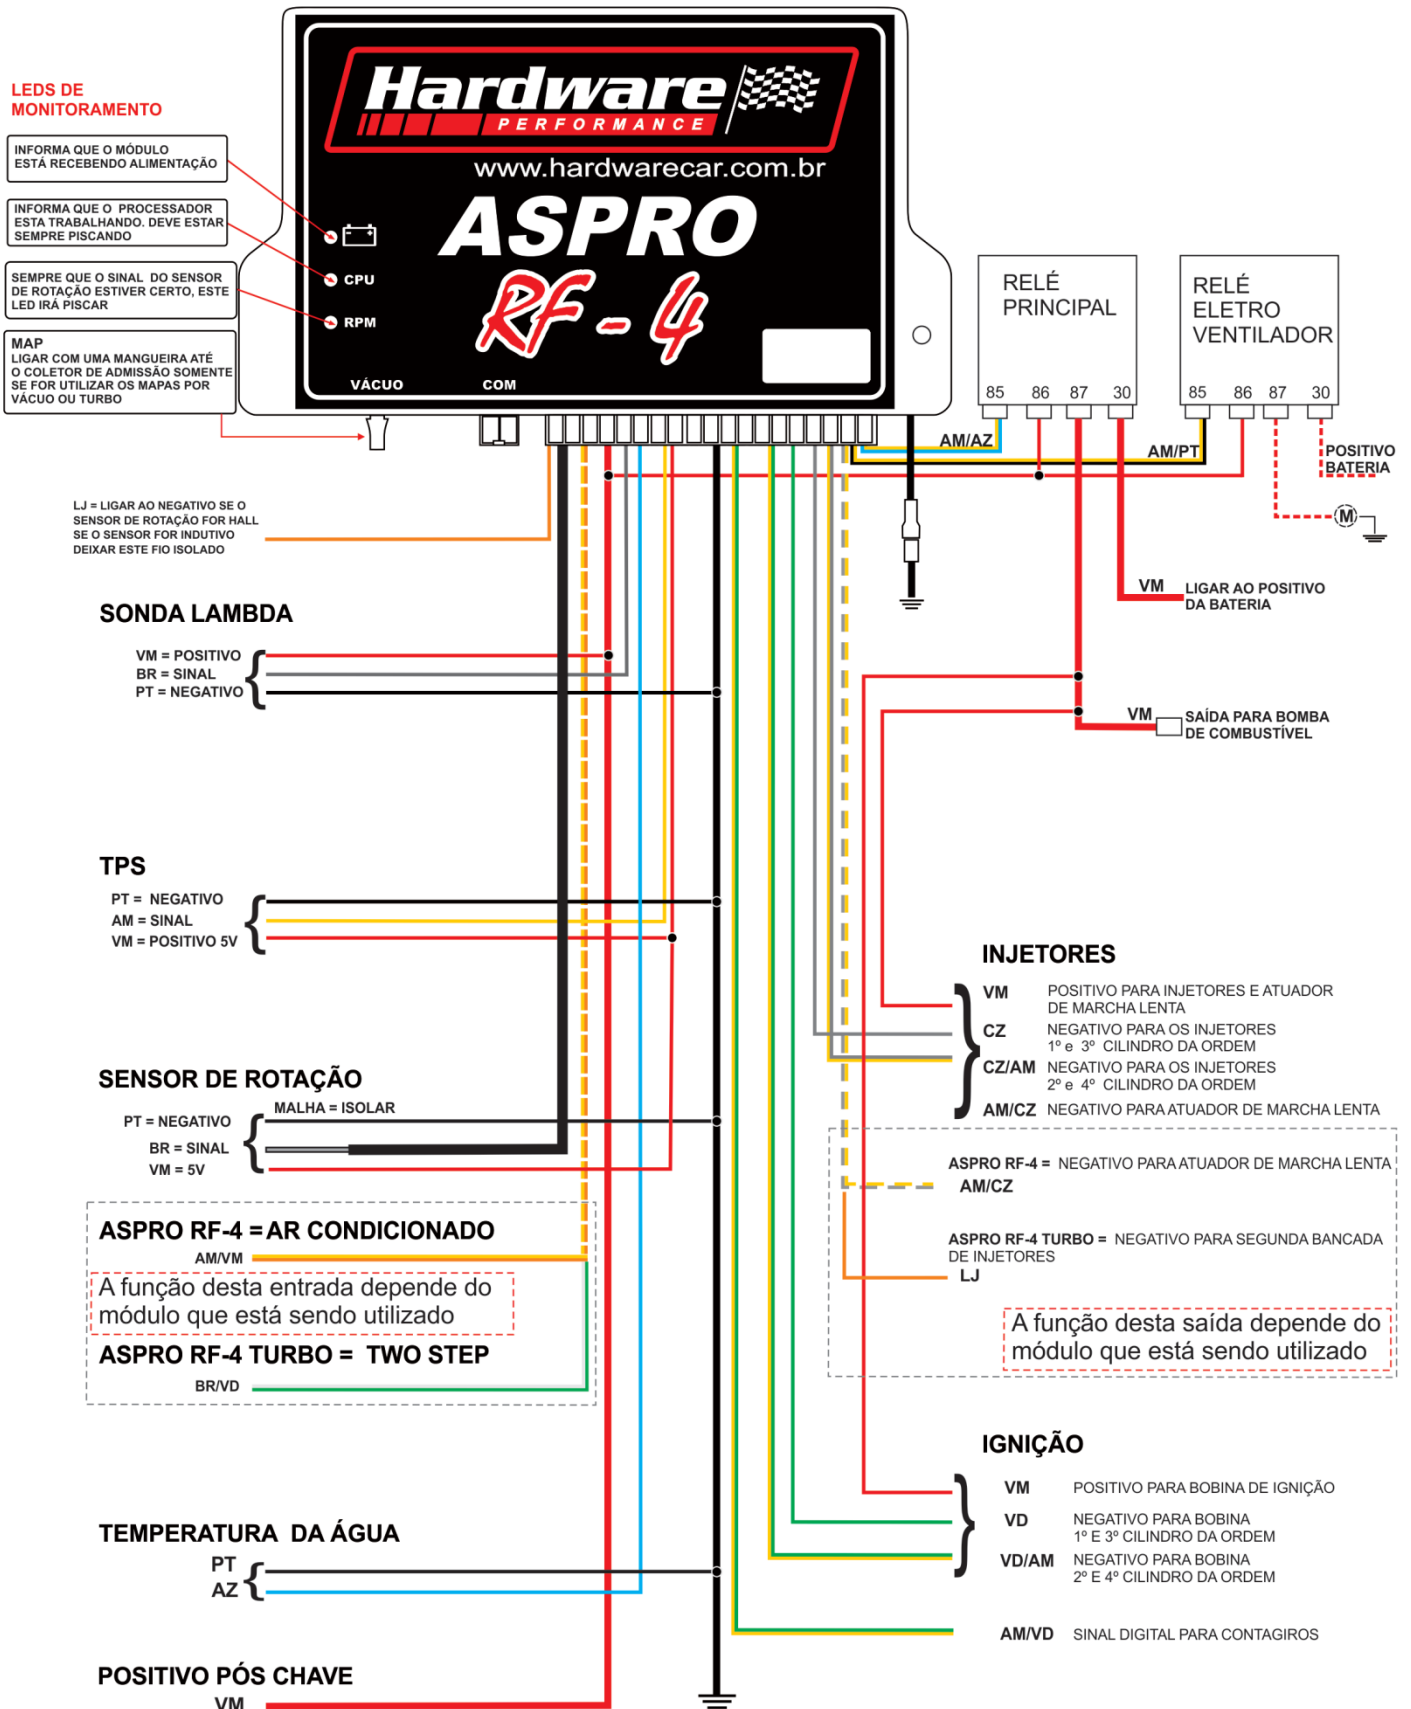 Hardware
PERFORMANCE
www.hardwarecar.com.br
ASPRO
RF - 4
CPU
RPM
VÁCUO
COM
LEDS DE
MONITORAMENTO
INFORMA QUE O MÓDULO
ESTÁ RECEBENDO ALIMENTAÇÃO
INFORMA QUE O PROCESSADOR
ESTA TRABALHANDO. DEVE ESTAR
SEMPRE PISCANDO
SEMPRE QUE O SINAL DO SENSOR
DE ROTAÇÃO ESTIVER CERTO, ESTE
LED IRÁ PISCAR
MAP
LIGAR COM UMA MANGUEIRA ATÉ
O COLETOR DE ADMISSÃO SOMENTE
SE FOR UTILIZAR OS MAPAS POR
VÁCUO OU TURBO
RELÉ
PRINCIPAL
85 86 87 30
RELÉ
ELETRO
VENTILADOR
85 86 87 30
AM/AZ
AM/PT
POSITIVO
BATERIA
M
VM LIGAR AO POSITIVO
DA BATERIA
VM SAÍDA PARA BOMBA
DE COMBUSTÍVEL
LJ = LIGAR AO NEGATIVO SE O
SENSOR DE ROTAÇÃO FOR HALL
SE O SENSOR FOR INDUTIVO
DEIXAR ESTE FIO ISOLADO
SONDA LAMBDA
VM = POSITIVO
BR = SINAL
PT = NEGATIVO
TPS
PT = NEGATIVO
AM = SINAL
VM = POSITIVO 5V
SENSOR DE ROTAÇÃO
MALHA = ISOLAR
PT = NEGATIVO
BR = SINAL
VM = 5V
ASPRO RF-4 = AR CONDICIONADO
AM/VM
A função desta entrada depende do
módulo que está sendo utilizado
ASPRO RF-4 TURBO = TWO STEP
BR/VD
TEMPERATURA DA ÁGUA
PT
AZ
POSITIVO PÓS CHAVE
VM
INJETORES
VM POSITIVO PARA INJETORES E ATUADOR
DE MARCHA LENTA
CZ NEGATIVO PARA OS INJETORES
1º e 3º CILINDRO DA ORDEM
CZ/AM NEGATIVO PARA OS INJETORES
2º e 4º CILINDRO DA ORDEM
AM/CZ NEGATIVO PARA ATUADOR DE MARCHA LENTA
ASPRO RF-4 = NEGATIVO PARA ATUADOR DE MARCHA LENTA
AM/CZ
ASPRO RF-4 TURBO = NEGATIVO PARA SEGUNDA BANCADA
DE INJETORES
LJ
A função desta saída depende do
módulo que está sendo utilizado
IGNIÇÃO
VM POSITIVO PARA BOBINA DE IGNIÇÃO
VD NEGATIVO PARA BOBINA
1º E 3º CILINDRO DA ORDEM
VD/AM NEGATIVO PARA BOBINA
2º E 4º CILINDRO DA ORDEM
AM/VD SINAL DIGITAL PARA CONTAGIROS